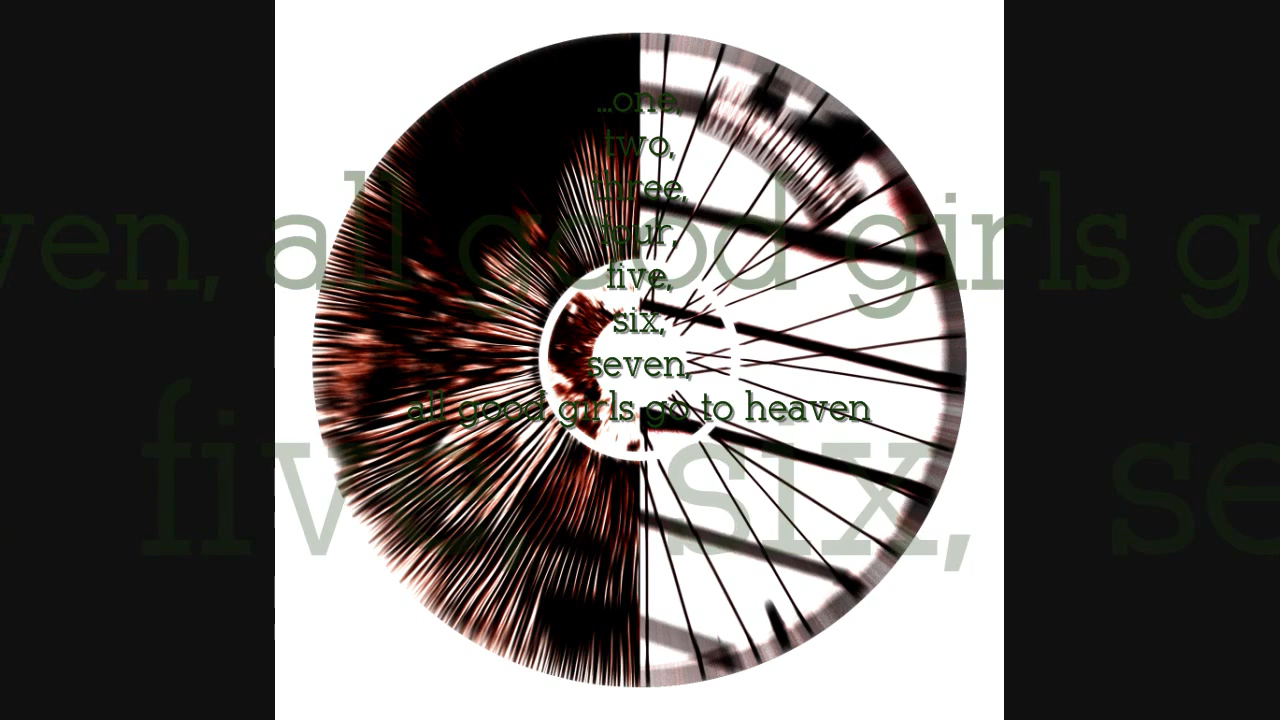 ...one,
two,
three,
four,
five,
six,
seven,
all good girls go to heaven
ven, all good girls go
five, six, se